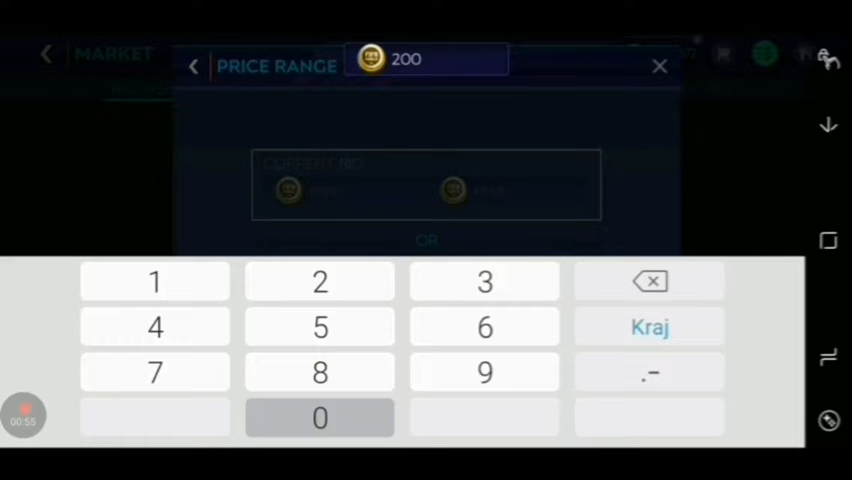 MARKET
PRICE RANGE
200
CURRENT BID
OR
1 2 3
4 5 6 Kraj
7 8 9 .-
0
00:55